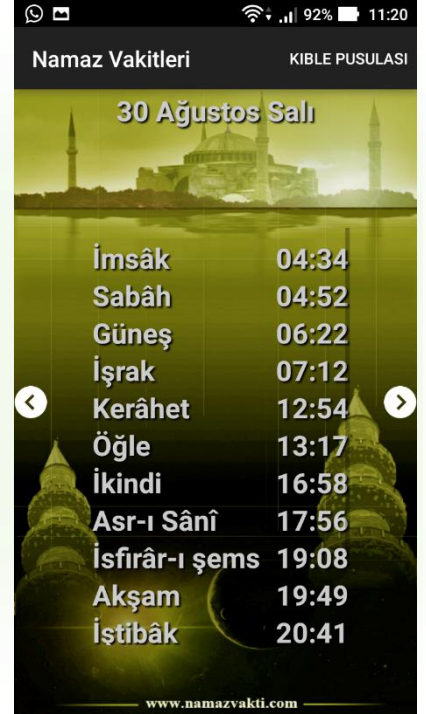 92% 11:20
Namaz Vakitleri KIBLE PUSULASI
30 Ağustos Salı
İmsâk 04:34
Sabâh 04:52
Güneş 06:22
İşrak 07:12
Kerâhet 12:54
Öğle 13:17
İkindi 16:58
Asr-ı Sânî 17:56
İsfirâr-ı şems 19:08
Akşam 19:49
İştibâk 20:41
www.namazvakti.com